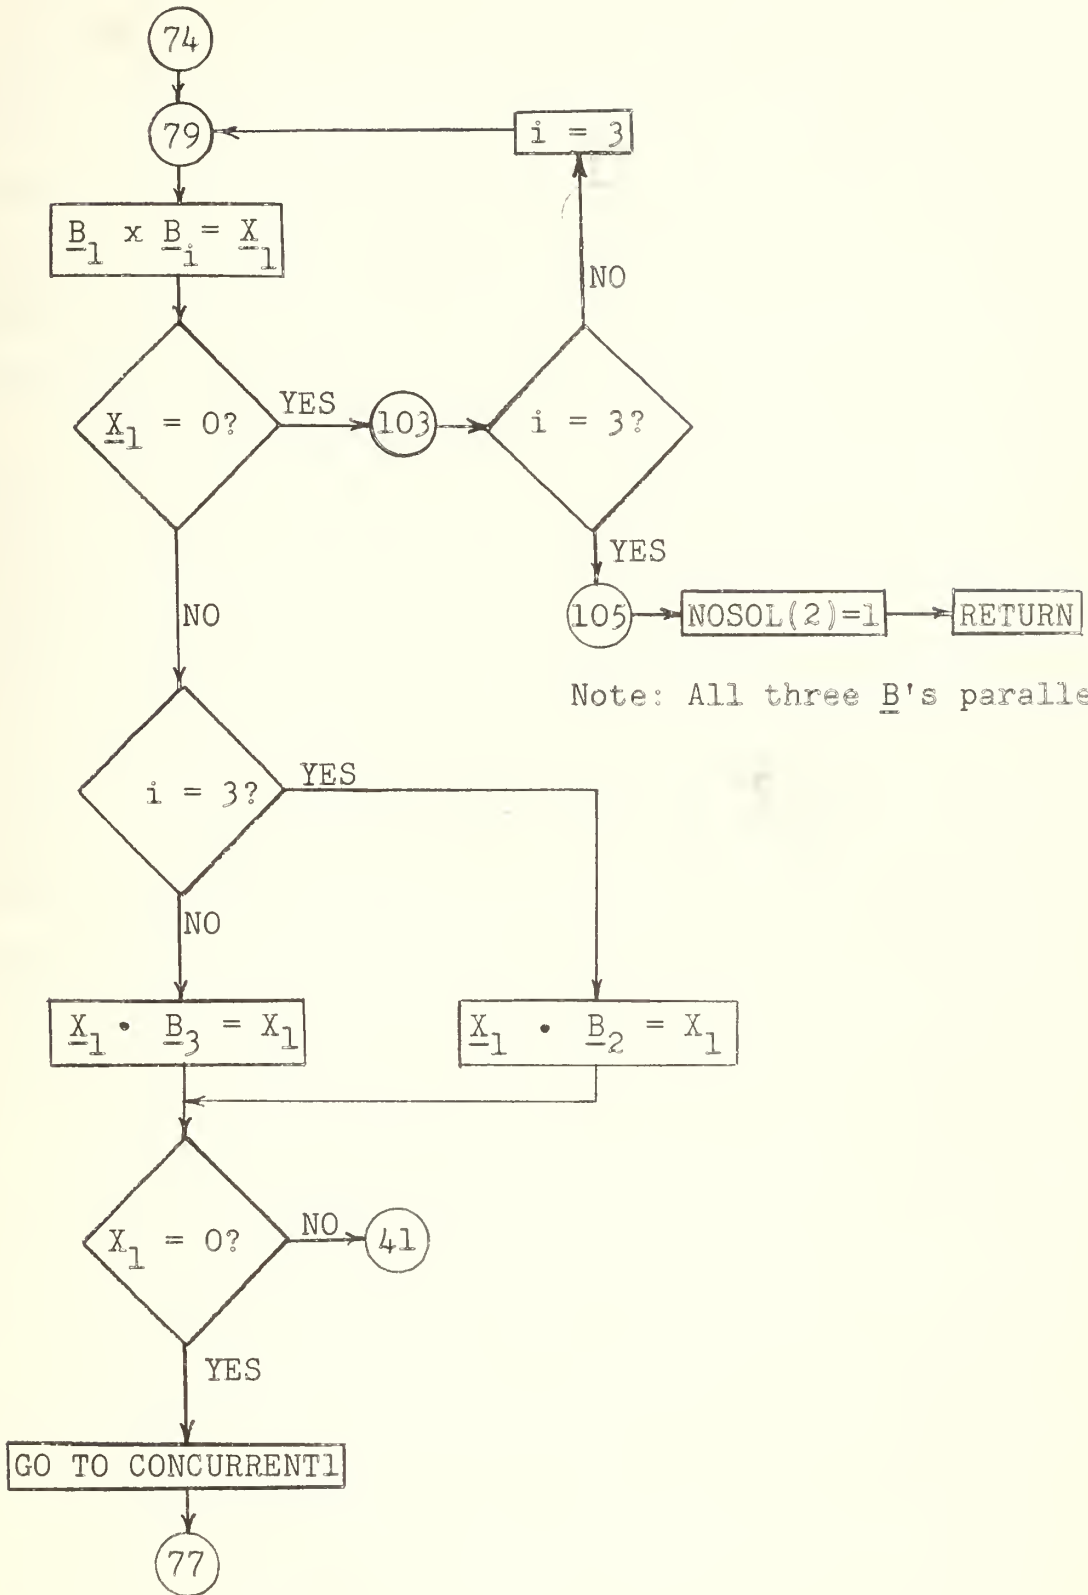 74
79
i = 3
B1 x Bi = X1
NO
X1 = 0?
YES
103
i = 3?
YES
NO
105
NOSOL(2)=1
RETURN
Note: All three B's paralle
i = 3?
YES
NO
X1 • B3 = X1
X1 • B2 = X1
X1 = 0?
NO
41
YES
GO TO CONCURRENT1
77